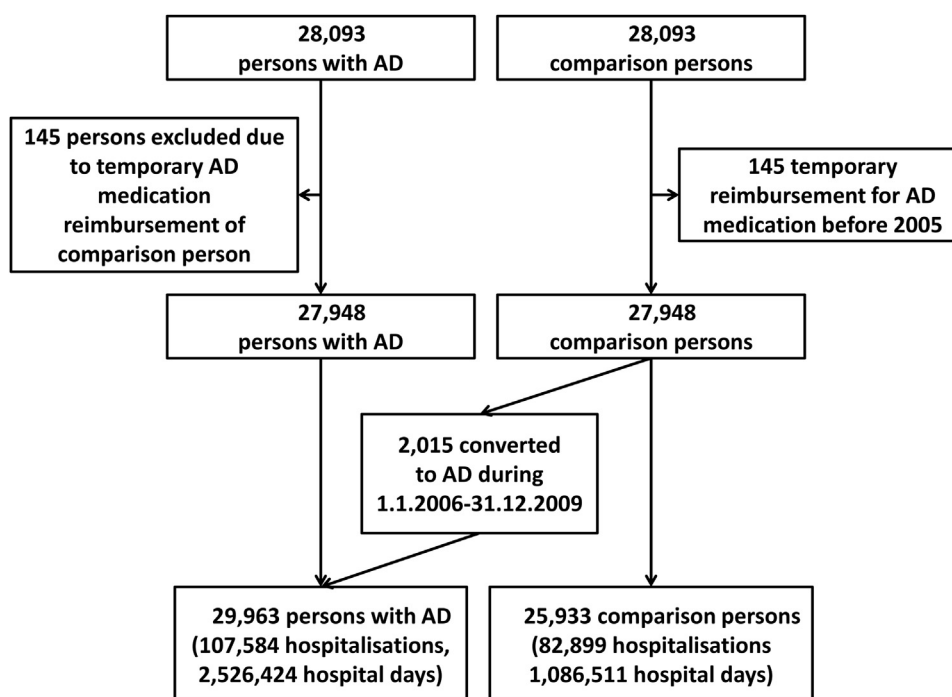 28,093
persons with AD
28,093
comparison persons
145 persons excluded due
to temporary AD
medication
reimbursement of
comparison person
145 temporary
reimbursement for AD
medication before 2005
27,948
persons with AD
27,948
comparison persons
2,015 converted
to AD during
1.1.2006-31.12.2009
29,963 persons with AD
(107,584 hospitalisations,
2,526,424 hospital days)
25,933 comparison persons
(82,899 hospitalisations
1,086,511 hospital days)